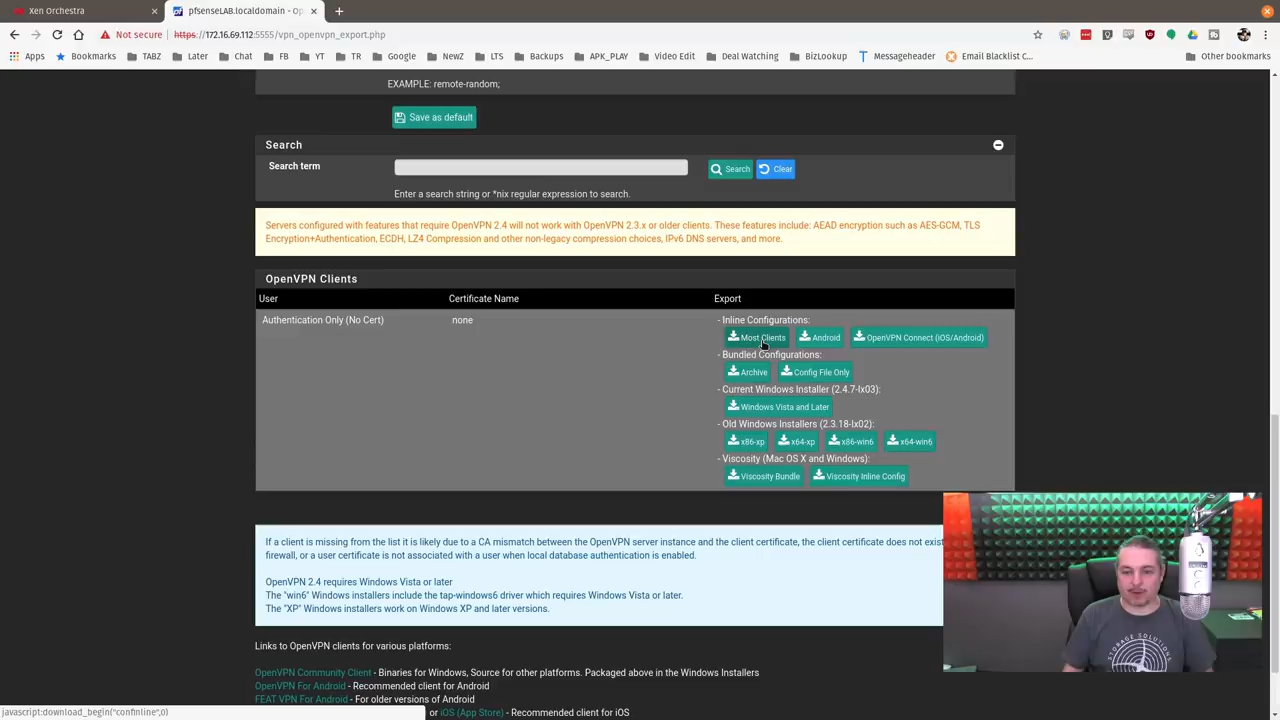 Xen Orchestra
pfsenseLAB.localdomain - Op
Not secure
https://172.16.69.112:5555/vpn_openvpn_export.php
Apps Bookmarks TABZ Later Chat FB YT TR Google NewZ LTS Backups APK_PLAY Video Edit Deal Watching BizLookup Messageheader Email Blacklist C... Other bookmarks
EXAMPLE: remote-random;
Save as default
Search
Search term
Search Clear
Enter a search string or *nix regular expression to search.
Servers configured with features that require OpenVPN 2.4 will not work with OpenVPN 2.3.x or older clients. These features include: AEAD encryption such as AES-GCM, TLS
Encryption+Authentication, ECDH, LZ4 Compression and other non-legacy compression choices, IPv6 DNS servers, and more.
OpenVPN Clients
User Certificate Name Export
Authentication Only (No Cert) none - Inline Configurations:
Most Clients Android OpenVPN Connect (iOS/Android)
- Bundled Configurations:
Archive Config File Only
- Current Windows Installer (2.4.7-Ix03):
Windows Vista and Later
- Old Windows Installers (2.3.18-Ix02):
x86-xp x64-xp x86-win6 x64-win6
- Viscosity (Mac OS X and Windows):
Viscosity Bundle Viscosity Inline Config
If a client is missing from the list it is likely due to a CA mismatch between the OpenVPN server instance and the client certificate, the client certificate does not exist
firewall, or a user certificate is not associated with a user when local database authentication is enabled.
OpenVPN 2.4 requires Windows Vista or later
The "win6" Windows installers include the tap-windows6 driver which requires Windows Vista or later.
The "XP" Windows installers work on Windows XP and later versions.
Links to OpenVPN clients for various platforms:
OpenVPN Community Client - Binaries for Windows, Source for other platforms. Packaged above in the Windows Installers
OpenVPN For Android - Recommended client for Android
FEAT VPN For Android - For older versions of Android
or iOS (App Store) - Recommended client for iOS
javascript:download_begin("confinline",0)